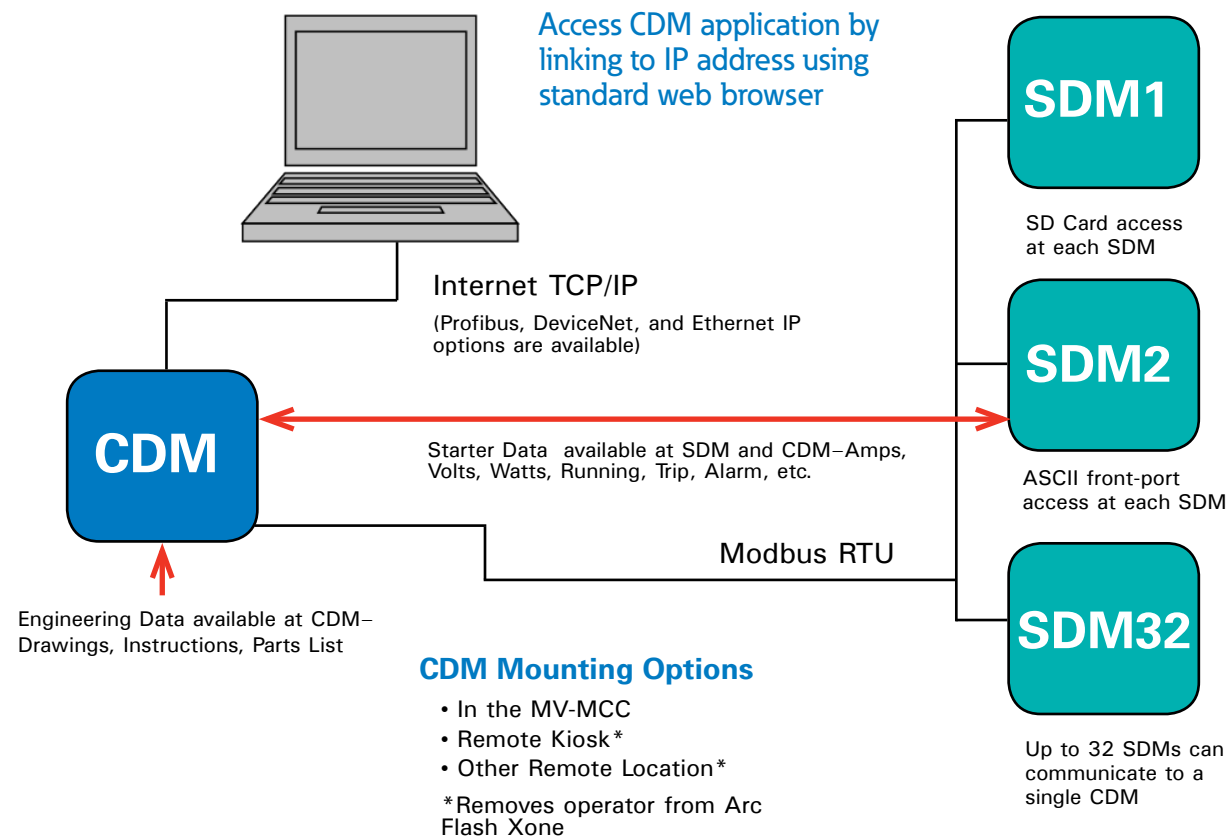 Access CDM application by
linking to IP address using
standard web browser
SDM1
SD Card access
at each SDM
Internet TCP/IP
(Profibus, DeviceNet, and Ethernet IP
options are available)
SDM2
CDM
Starter Data available at SDM and CDM–Amps,
Volts, Watts, Running, Trip, Alarm, etc.
ASCII front-port
access at each SDM
Modbus RTU
Engineering Data available at CDM–
Drawings, Instructions, Parts List
SDM32
CDM Mounting Options
• In the MV-MCC
• Remote Kiosk*
• Other Remote Location*
*Removes operator from Arc
Flash Xone
Up to 32 SDMs can
communicate to a
single CDM